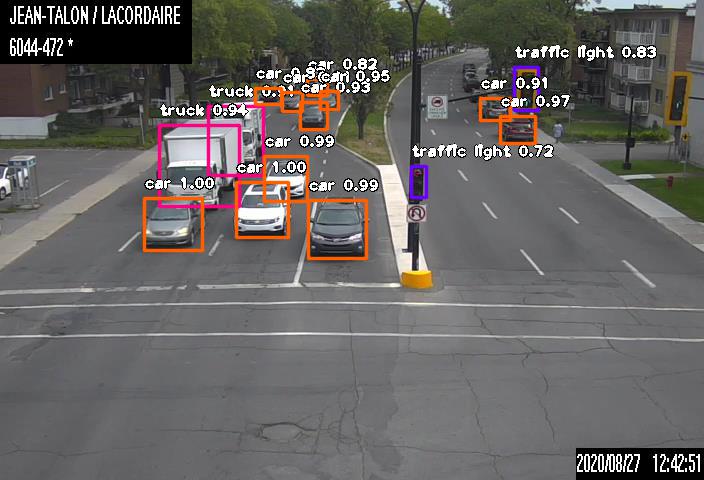 JEAN-TALON / LACORDAIRE
6044-472 *
car 0.82
traffic light 0.83
car 0.95
car 0.93
car 0.91
truck 0.94
car 0.97
car 0.99
traffic light 0.72
car 1.00
car 1.00
car 0.99
2020/08/27 12:42:51